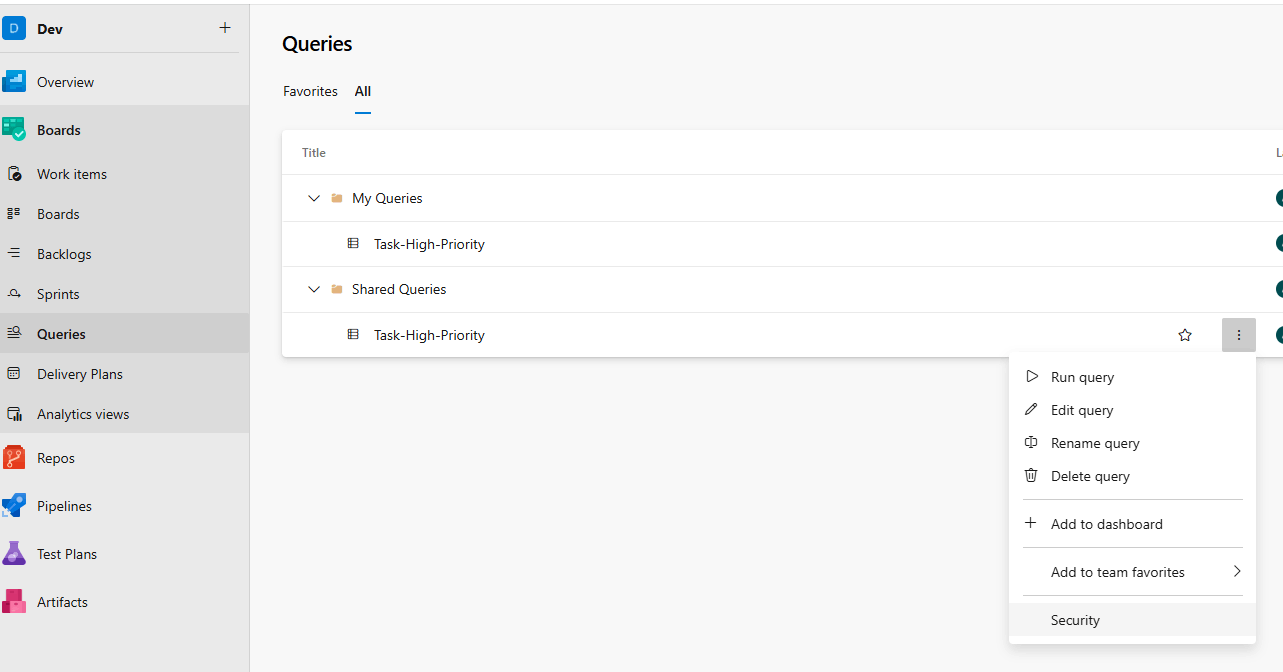 D Dev +
Overview
Boards
Work items
Boards
Backlogs
Sprints
Queries
Delivery Plans
Analytics views
Repos
Pipelines
Test Plans
Artifacts
Queries
Favorites All
Title
My Queries
Task-High-Priority
Shared Queries
Task-High-Priority
Run query
Edit query
Rename query
Delete query
Add to dashboard
Add to team favorites
Security